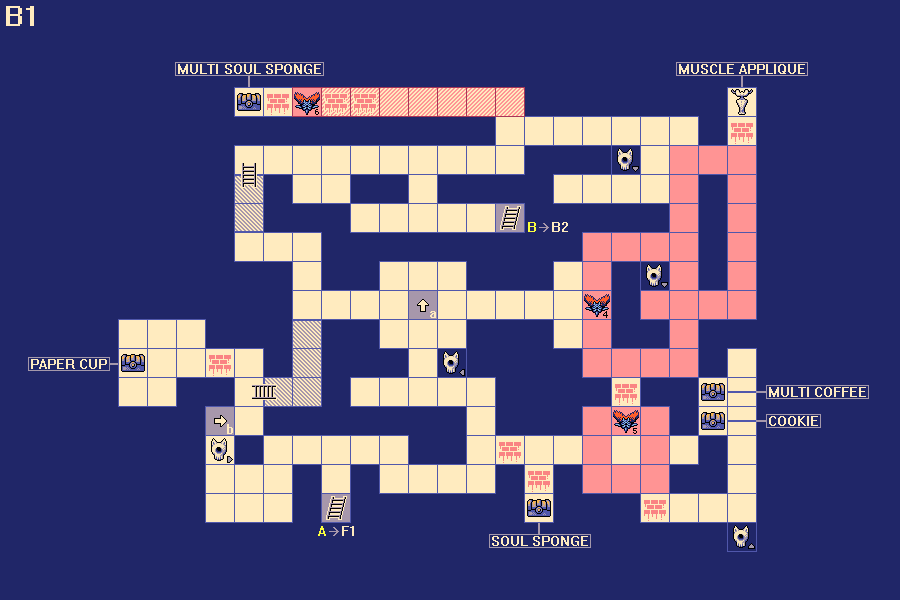 B1
MULTI SOUL SPONGE
MUSCLE APPLIQUE
6
B→B2
a
4
PAPER CUP
MULTI COFFEE
COOKIE
b
5
A→F1
SOUL SPONGE